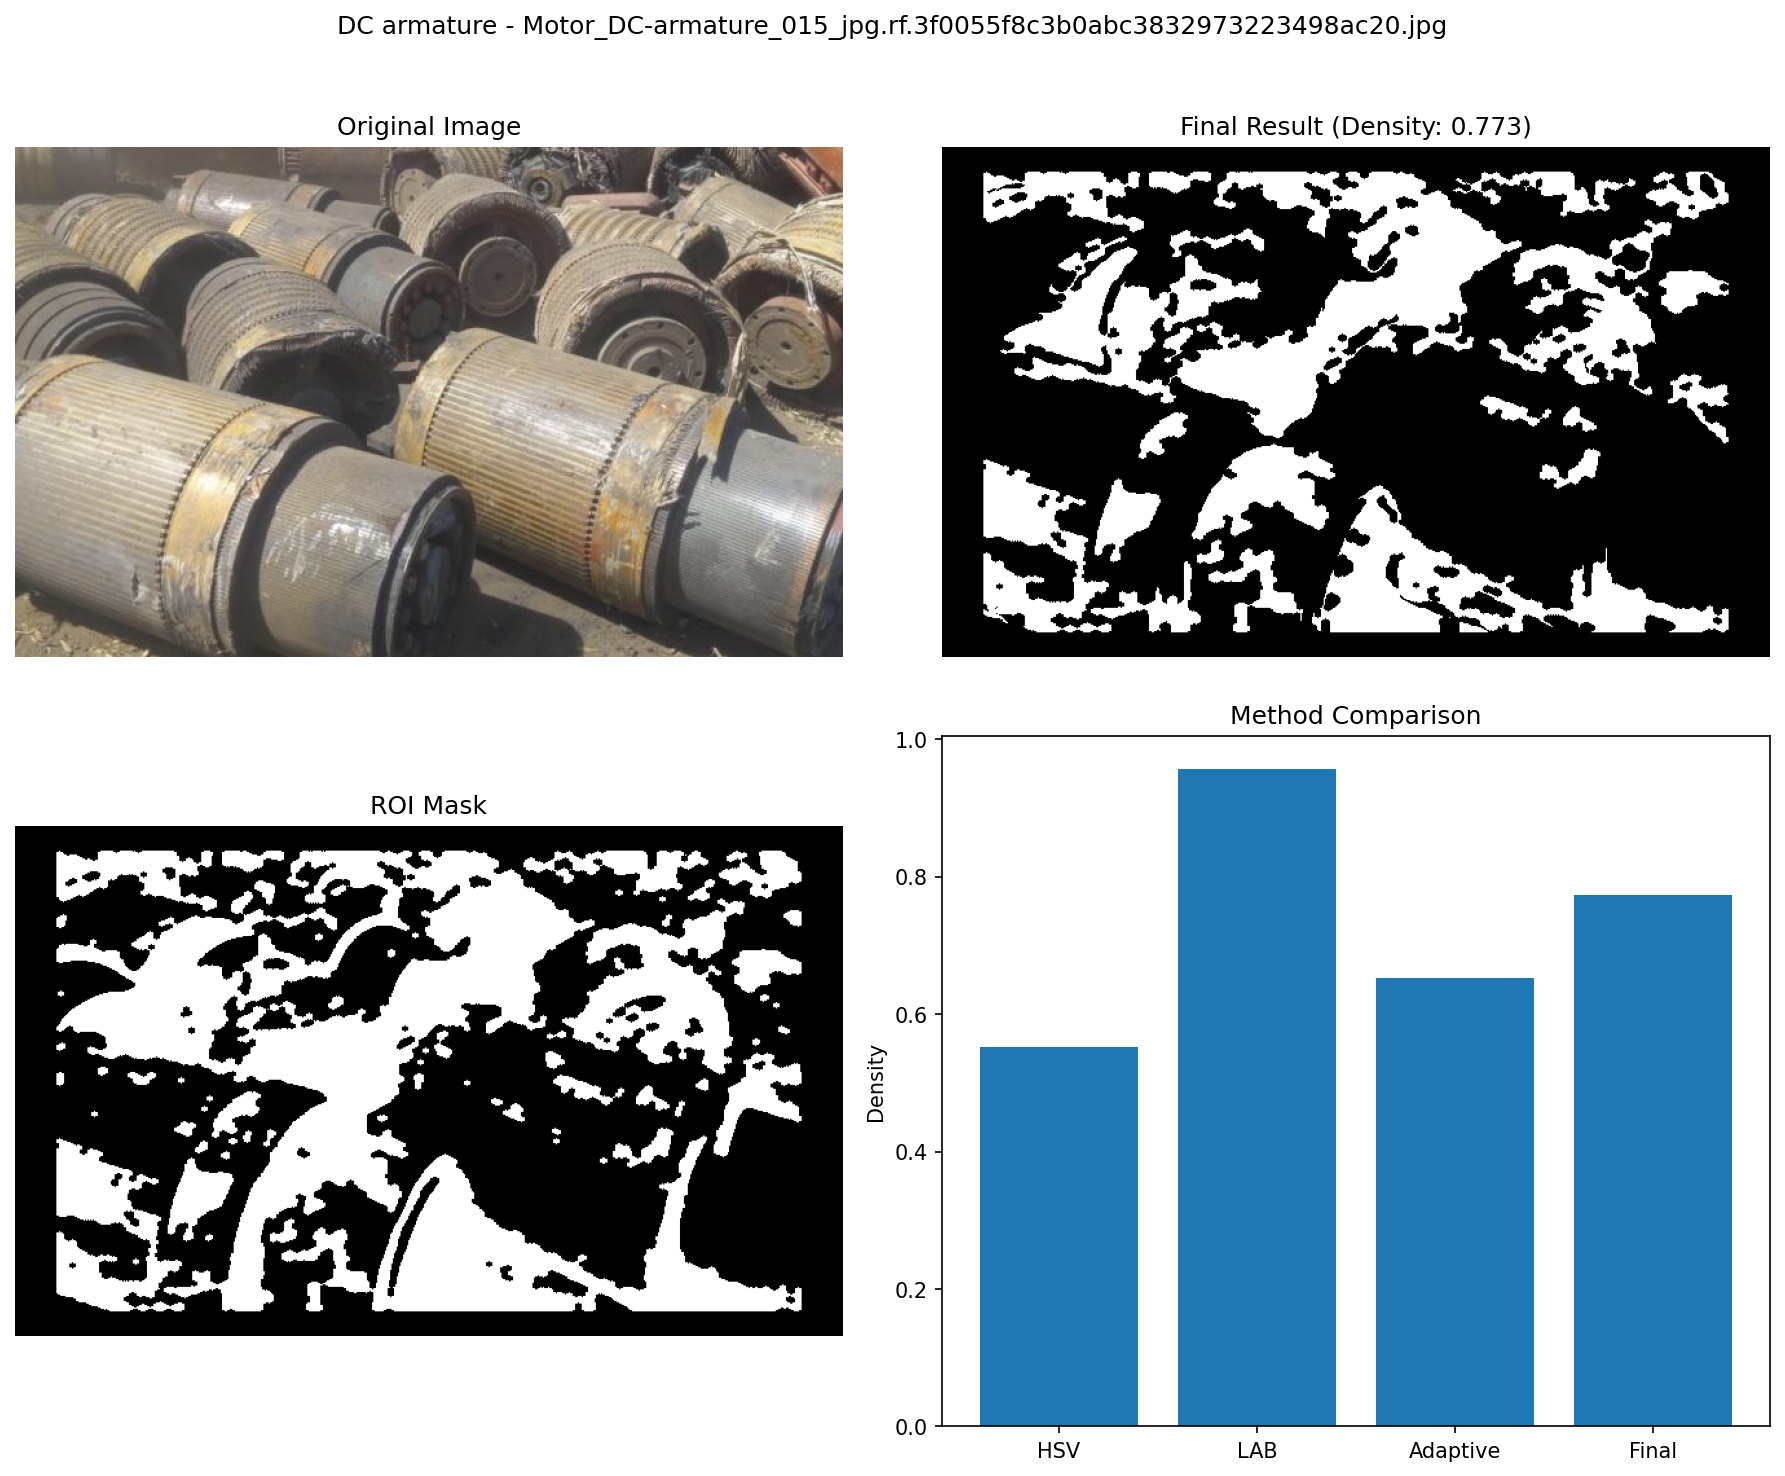 DC armature - Motor_DC-armature_015_jpg.rf.3f0055f8c3b0abc3832973223498ac20.jpg
Original Image
Final Result (Density: 0.773)
ROI Mask
Method Comparison
Density
1.0
0.8
0.6
0.4
0.2
0.0
HSV LAB Adaptive Final